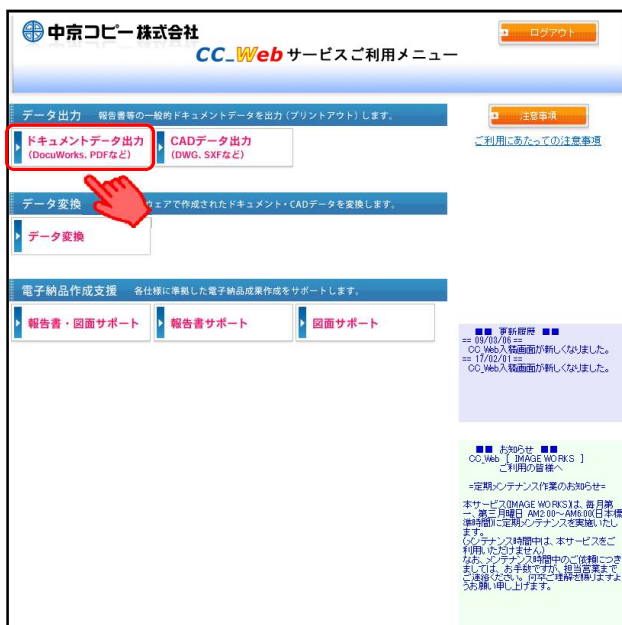 中京コピー株式会社
CC_Web サービスご利用メニュー
ログアウト
データ出力 報告書等の一般的ドキュメントデータを出力(プリントアウト)します。
ドキュメントデータ出力
(DocuWorks、PDFなど)
CADデータ出力
(DWG、SXFなど)
注意事項
ご利用にあたっての注意事項
データ変換 ウェアで作成されたドキュメント・CADデータを変換します。
データ変換
電子納品作成支援 各仕様に準拠した電子納品成果作成をサポートします。
報告書・図面サポート
報告書サポート
図面サポート
■■ 更新履歴 ■■
== 09/03/06 ==
CC_Web入稿画面が新しくなりました。
== 17/02/01 ==
CC_Web入稿画面が新しくなりました。
■■ お知らせ ■■
CC_Web [ IMAGE WORKS ]
ご利用の皆様へ
=定期メンテナンス作業のお知らせ=
本サービス(IMAGE WORKS)は、毎月第
一、第三月曜日 AM2:00～AM6:00(日本標
準時間)に定期メンテナンスを実施いたし
ます。
(メンテナンス時間中は、本サービスをご
利用いただけません)
なお、メンテナンス時間中のご依頼につき
ましては、お手数ですが、担当営業まで
ご連絡ください。何卒ご理解を賜りますよ
うお願い申し上げます。